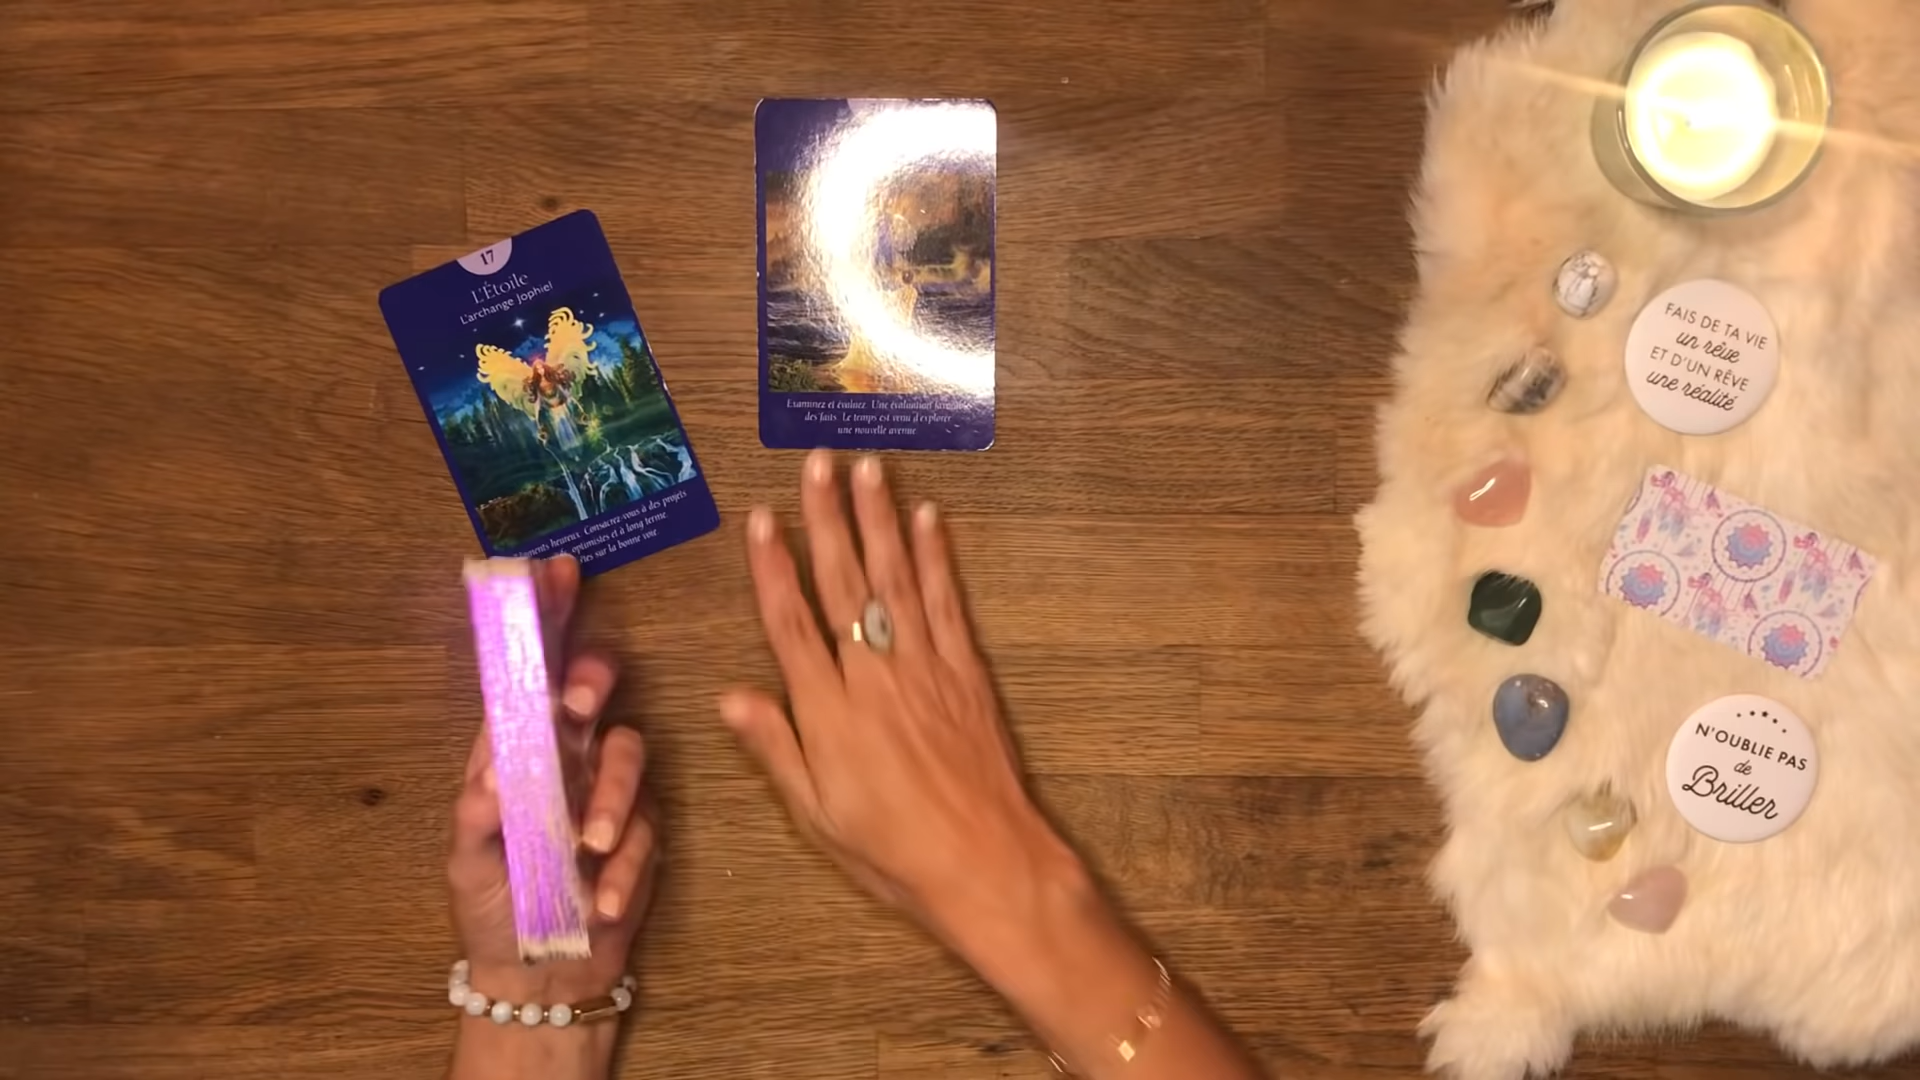 17
L'Étoile
L'archange Jophiel
heureux. Consacrez-vous à des projets
optimistes et à long terme.
sur la bonne voie.
Examinez et évaluez. Une évaluation
des faits. Le temps est venu d'explorer
une nouvelle avenue.
FAIS DE TA VIE
un rêve
ET D'UN RÊVE
une réalité
N'OUBLIE PAS
de
Briller